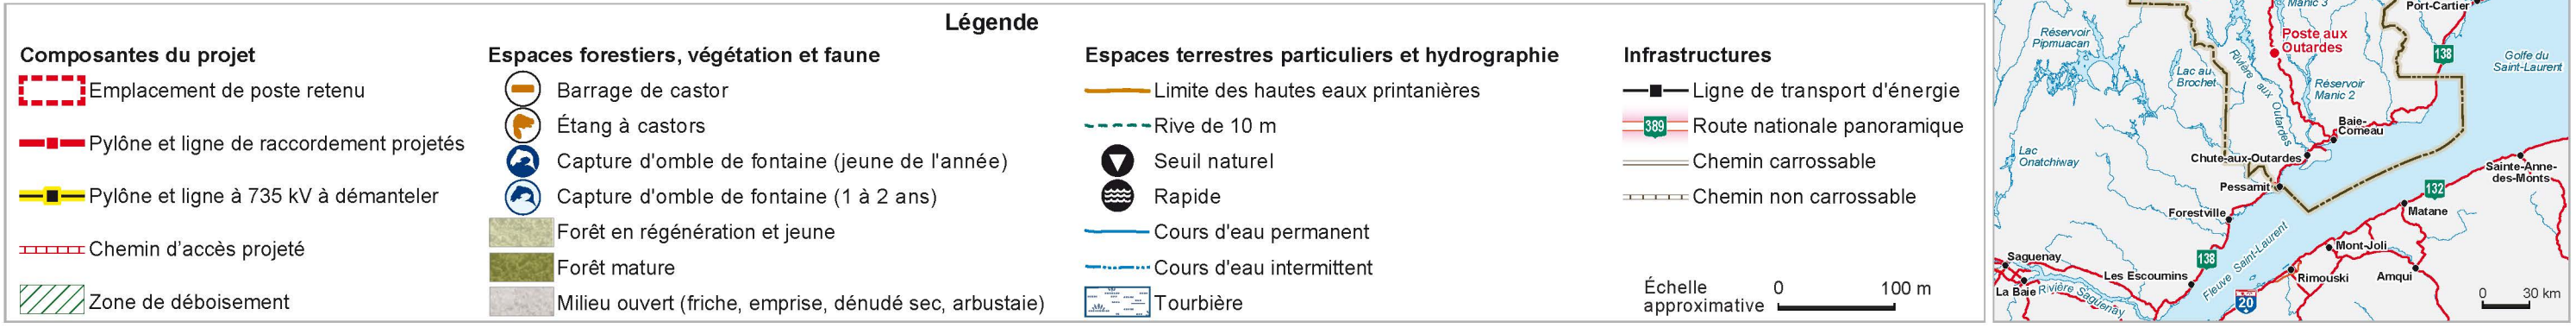 Légende
Composantes du projet
Emplacement de poste retenu
Pylône et ligne de raccordement projetés
Pylône et ligne à 735 kV à démanteler
Chemin d'accès projeté
Zone de déboisement
Espaces forestiers, végétation et faune
Barrage de castor
Étang à castors
Capture d'omble de fontaine (jeune de l'année)
Capture d'omble de fontaine (1 à 2 ans)
Forêt en régénération et jeune
Forêt mature
Milieu ouvert (friche, emprise, dénudé sec, arbustaie)
Espaces terrestres particuliers et hydrographie
Limite des hautes eaux printanières
Rive de 10 m
Seuil naturel
Rapide
Cours d'eau permanent
Cours d'eau intermittent
Tourbière
Infrastructures
Ligne de transport d'énergie
389 Route nationale panoramique
Chemin carrossable
Chemin non carrossable
Échelle
approximative
0 100 m
Manic 3
Port-Cartier
Réservoir
Pipmuacan
Poste aux
Outardes
138
Golfe du
Saint-Laurent
Lac au
Brochet
Rivière aux Outardes
Réservoir
Manic 2
Baie-
Comeau
Lac
Onatchiway
Chute-aux-Outardes
Sainte-Anne-
des-Monts
Pessamit
132
Forestville
Matane
Fleuve Saint-Laurent
Mont-Joli
Saguenay
138
Les Escoumins
Rimouski
Amqui
La Baie
Rivière Saguenay
20
0 30 km